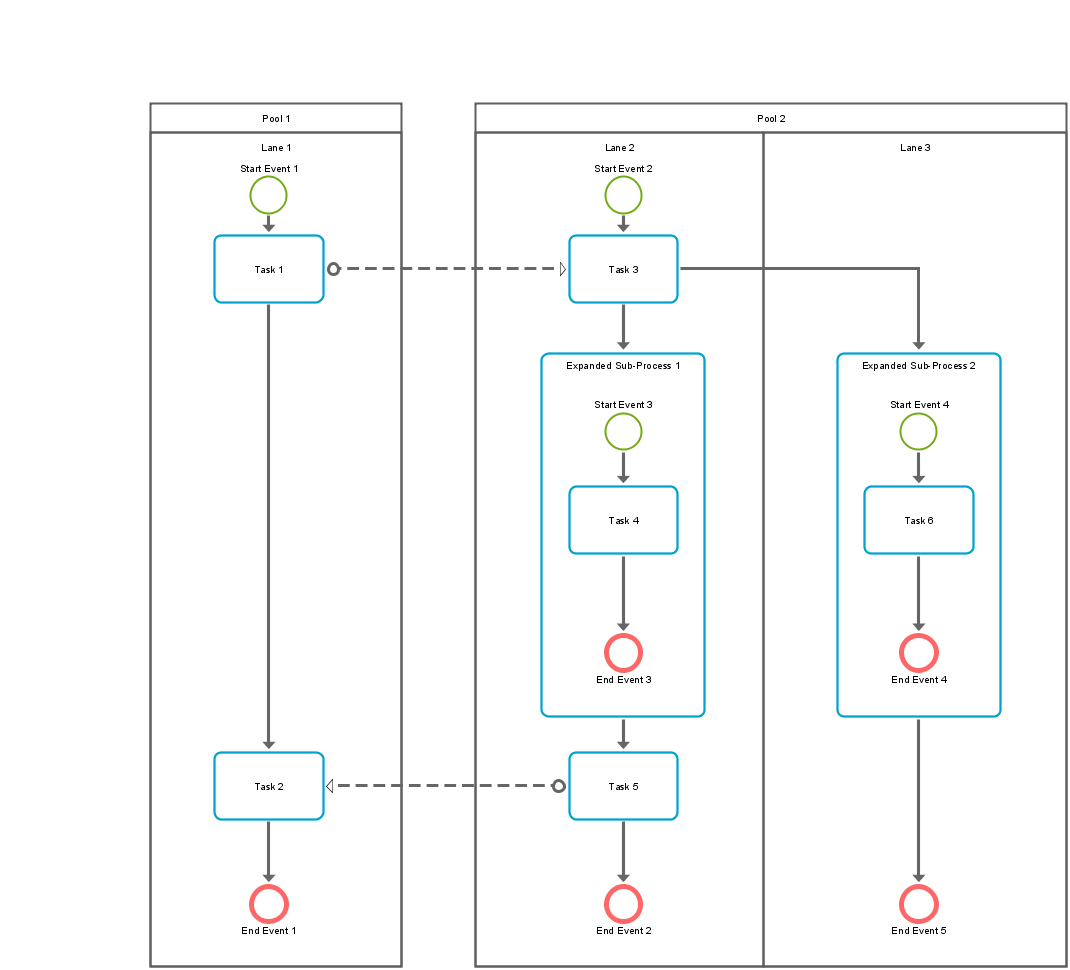 Pool 1
Pool 2
Lane 1
Lane 2
Lane 3
Start Event 1
Start Event 2
Task 1
Task 3
Expanded Sub-Process 1
Expanded Sub-Process 2
Start Event 3
Start Event 4
Task 4
Task 6
End Event 3
End Event 4
Task 2
Task 5
End Event 1
End Event 2
End Event 5